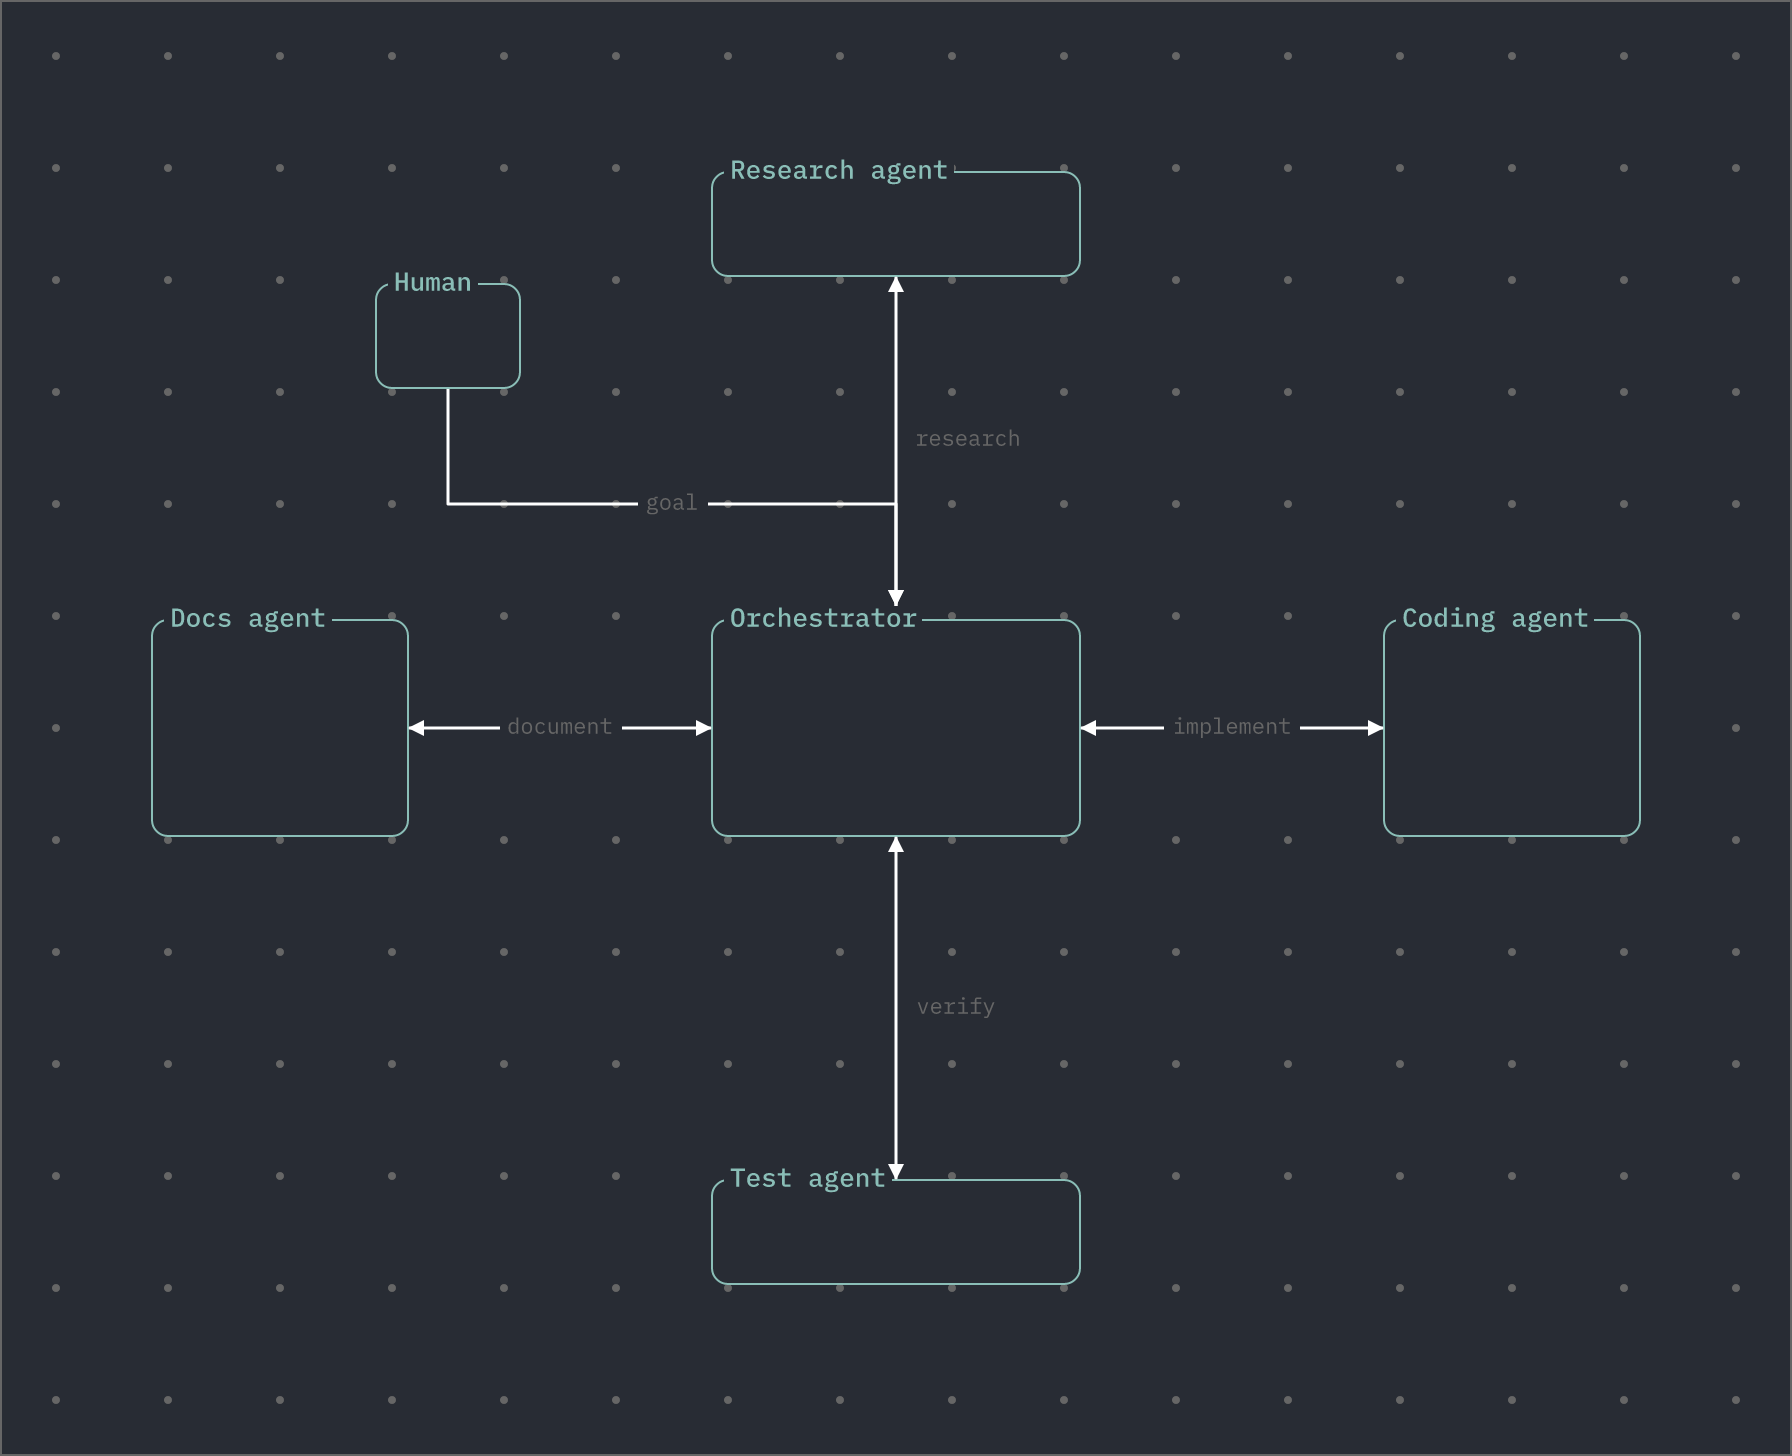 Research agent
Human
research
goal
Docs agent
Orchestrator
Coding agent
document
implement
verify
Test agent